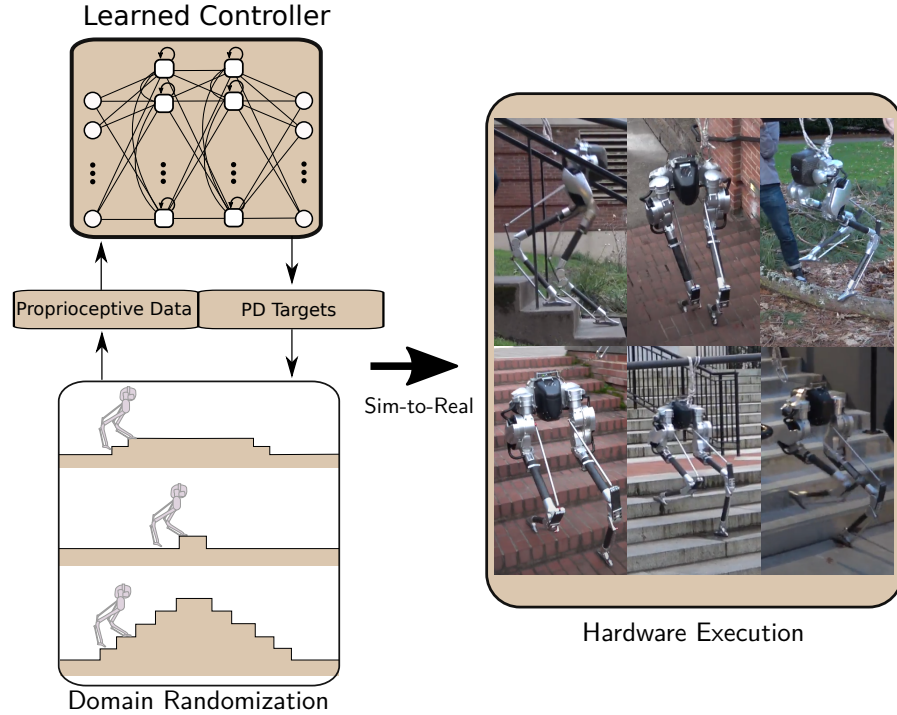 Learned Controller
Proprioceptive Data
PD Targets
Sim-to-Real
Domain Randomization
Hardware Execution